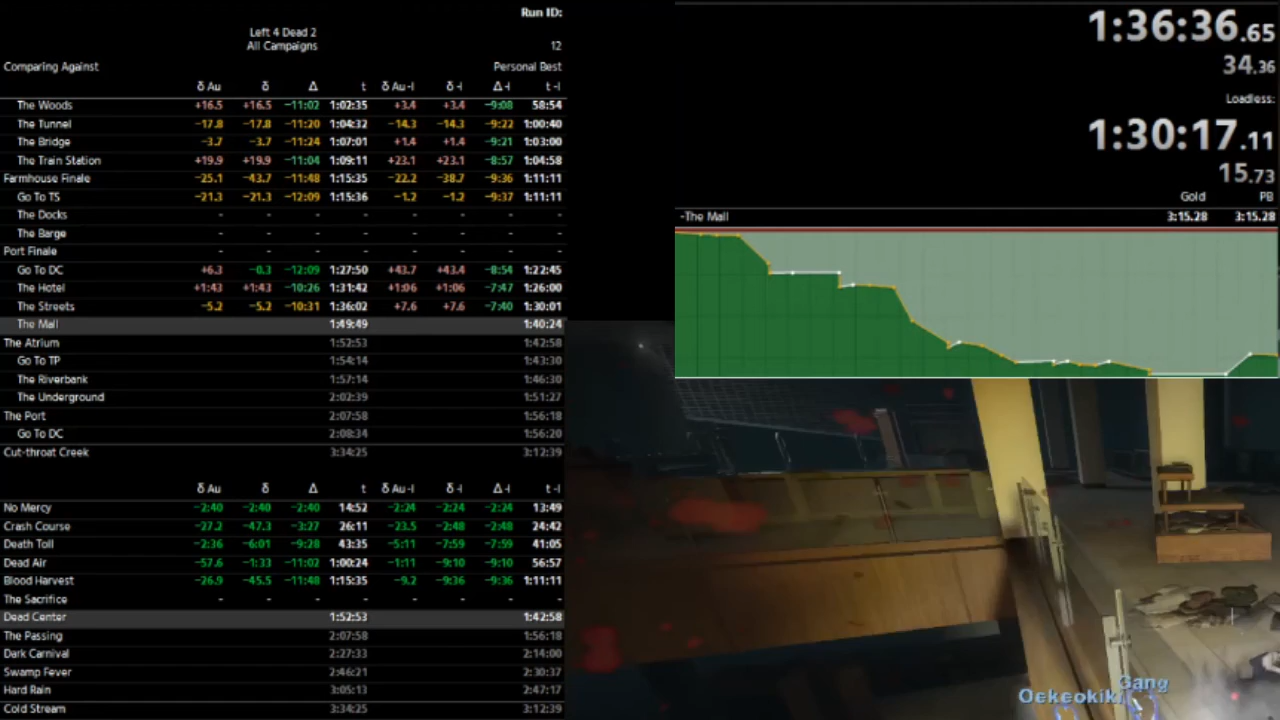 Run ID:
Left 4 Dead 2
All Campaigns
12
Comparing Against Personal Best
δ Au δ Δ t δ Au -l δ -l Δ -l t -l
The Woods +16.5 +16.5 −11:02 1:02:35 +3.4 +3.4 −9:08 58:54
The Tunnel −17.8 −17.8 −11:20 1:04:32 −14.3 −14.3 −9:22 1:00:40
The Bridge −3.7 −3.7 −11:24 1:07:01 +1.4 +1.4 −9:21 1:03:00
The Train Station +19.9 +19.9 −11:04 1:09:11 +23.1 +23.1 −8:57 1:04:58
Farmhouse Finale −25.1 −43.7 −11:48 1:15:35 −22.2 −38.7 −9:36 1:11:11
Go To TS −21.3 −21.3 −12:09 1:15:36 −1.2 −1.2 −9:37 1:11:11
The Docks - - - - - - - -
The Barge - - - - - - - -
Port Finale - - - - - - - -
Go To DC +6.3 −0.3 −12:09 1:27:50 +43.7 +43.4 −8:54 1:22:45
The Hotel +1:43 +1:43 −10:26 1:31:42 +1:06 +1:06 −7:47 1:26:00
The Streets −5.2 −5.2 −10:31 1:36:02 +7.6 +7.6 −7:40 1:30:01
The Mall 1:49:49 1:40:24
The Atrium 1:52:53 1:42:58
Go To TP 1:54:14 1:43:30
The Riverbank 1:57:14 1:46:30
The Underground 2:02:39 1:51:27
The Port 2:07:58 1:56:18
Go To DC 2:08:34 1:56:20
Cut-throat Creek 3:34:25 3:12:39
δ Au δ Δ t δ Au -l δ -l Δ -l t -l
No Mercy −2:40 −2:40 −2:40 14:52 −2:24 −2:24 −2:24 13:49
Crash Course −27.2 −47.3 −3:27 26:11 −23.5 −2:48 −2:48 24:42
Death Toll −2:36 −6:01 −9:28 43:35 −5:11 −7:59 −7:59 41:05
Dead Air −57.6 −1:33 −11:02 1:00:24 −1:11 −9:10 −9:10 56:57
Blood Harvest −26.9 −45.5 −11:48 1:15:35 −9.2 −9:36 −9:36 1:11:11
The Sacrifice - - - - - - - -
Dead Center 1:52:53 1:42:58
The Passing 2:07:58 1:56:18
Dark Carnival 2:27:33 2:14:00
Swamp Fever 2:46:21 2:30:37
Hard Rain 3:05:13 2:47:17
Cold Stream 3:34:25 3:12:39
1:36:36.65
34.36
Loadless:
1:30:17.11
15.73
Gold PB
-The Mall 3:15.28 3:15.28
Gang
Oekeokiki